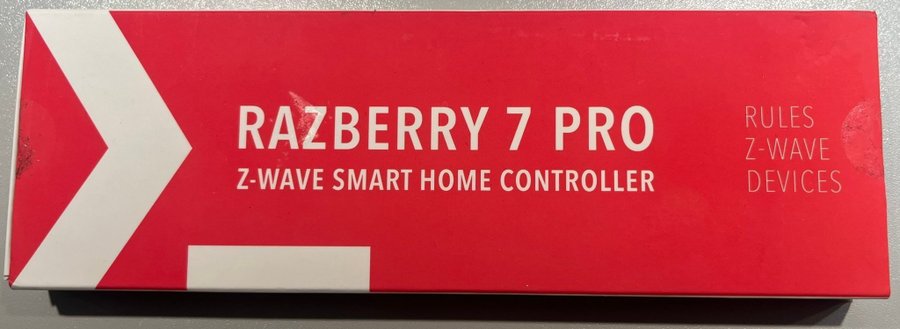 RAZBERRY 7 PRO
Z-WAVE SMART HOME CONTROLLER
RULES
Z-WAVE
DEVICES